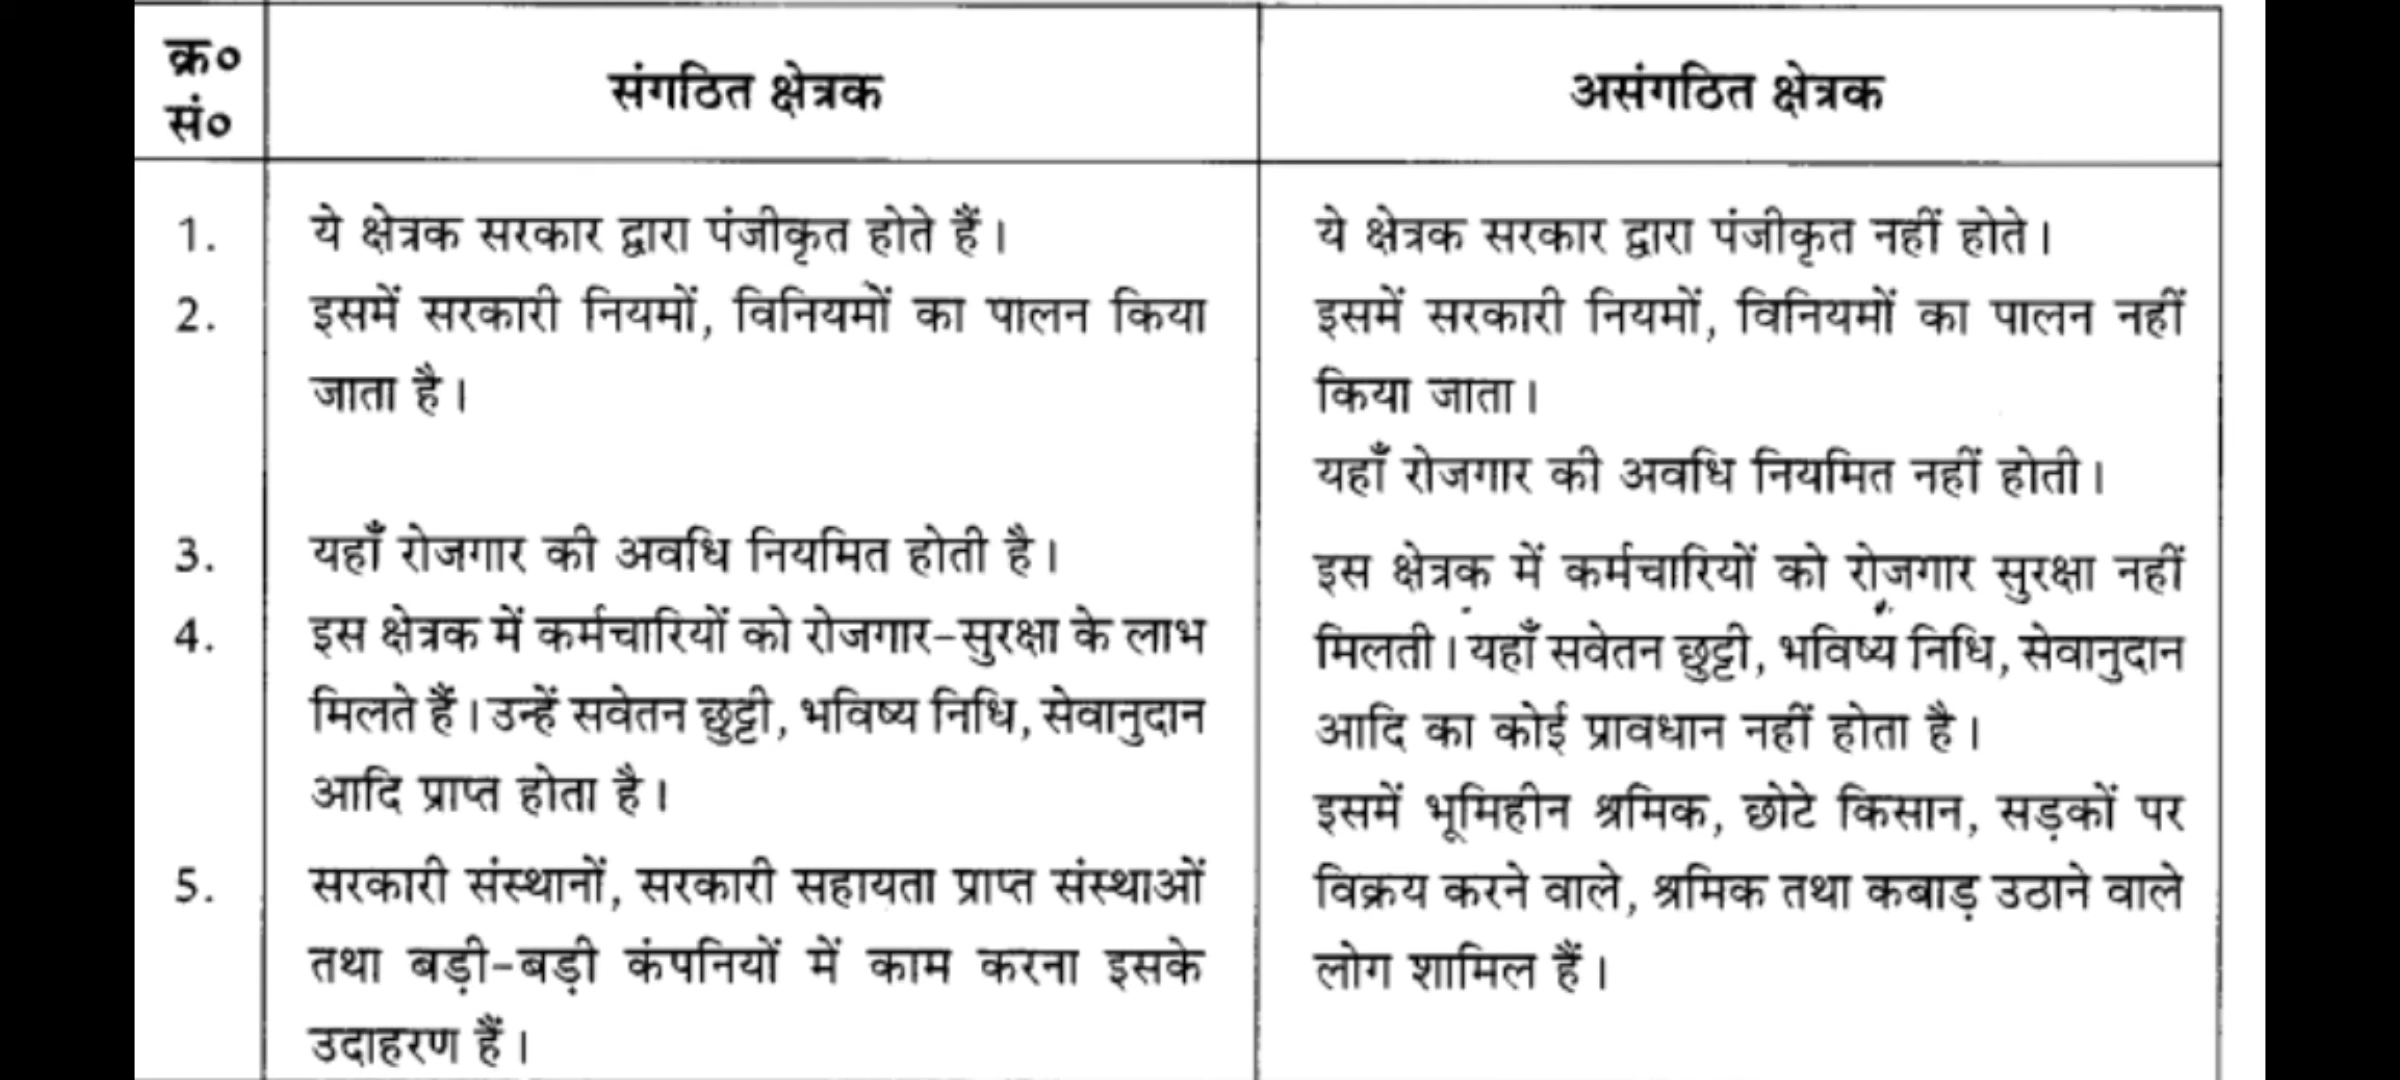 क्र०
सं०
संगठित क्षेत्रक
असंगठित क्षेत्रक
1.
ये क्षेत्रक सरकार द्वारा पंजीकृत होते हैं।
2.
इसमें सरकारी नियमों, विनियमों का पालन किया
जाता है।
3.
यहाँ रोजगार की अवधि नियमित होती है।
4.
इस क्षेत्रक में कर्मचारियों को रोजगार-सुरक्षा के लाभ
मिलते हैं। उन्हें सवेतन छुट्टी, भविष्य निधि, सेवानुदान
आदि प्राप्त होता है।
5.
सरकारी संस्थानों, सरकारी सहायता प्राप्त संस्थाओं
तथा बड़ी-बड़ी कंपनियों में काम करना इसके
उदाहरण हैं।
ये क्षेत्रक सरकार द्वारा पंजीकृत नहीं होते।
इसमें सरकारी नियमों, विनियमों का पालन नहीं
किया जाता।
यहाँ रोजगार की अवधि नियमित नहीं होती।
इस क्षेत्रक में कर्मचारियों को रोजगार सुरक्षा नहीं
मिलती। यहाँ सवेतन छुट्टी, भविष्य निधि, सेवानुदान
आदि का कोई प्रावधान नहीं होता है।
इसमें भूमिहीन श्रमिक, छोटे किसान, सड़कों पर
विक्रय करने वाले, श्रमिक तथा कबाड़ उठाने वाले
लोग शामिल हैं।